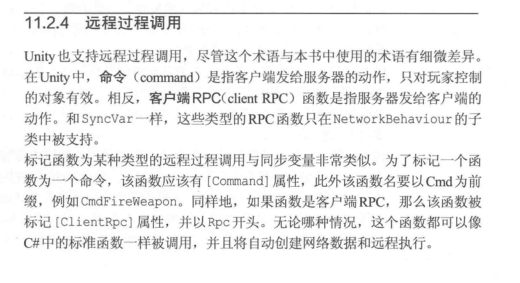 11.2.4 远程过程调用
Unity也支持远程过程调用，尽管这个术语与本书中使用的术语有细微差异。
在Unity中，命令（command）是指客户端发给服务器的动作，只对玩家控制
的对象有效。相反，客户端RPC（client RPC）函数是指服务器发给客户端的
动作。和SyncVar一样，这些类型的RPC函数只在NetworkBehaviour的子
类中被支持。
标记函数为某种类型的远程过程调用与同步变量非常类似。为了标记一个函
数为一个命令，该函数应该有[Command]属性，此外该函数名要以Cmd为前
缀，例如CmdFireWeapon。同样地，如果函数是客户端RPC，那么该函数被
标记[ClientRpc]属性，并以Rpc开头。无论哪种情况，这个函数都可以像
C#中的标准函数一样被调用，并且将自动创建网络数据和远程执行。